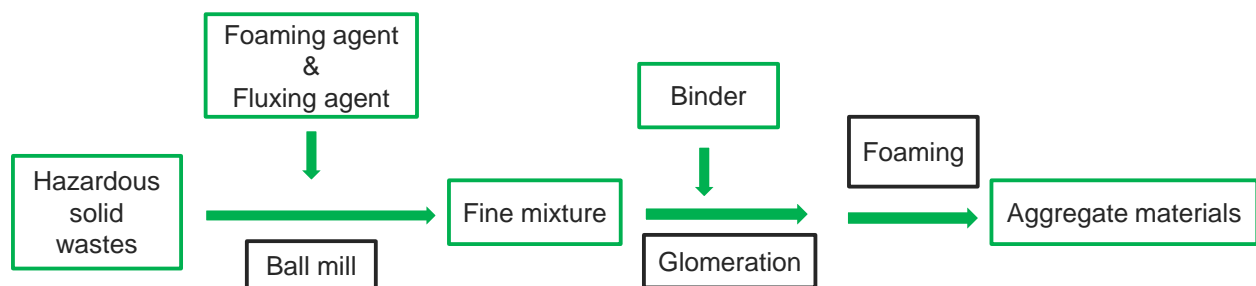 Foaming agent
&
Fluxing agent
Binder
Foaming
Hazardous
solid
wastes
Fine mixture
Aggregate materials
Ball mill
Glomeration